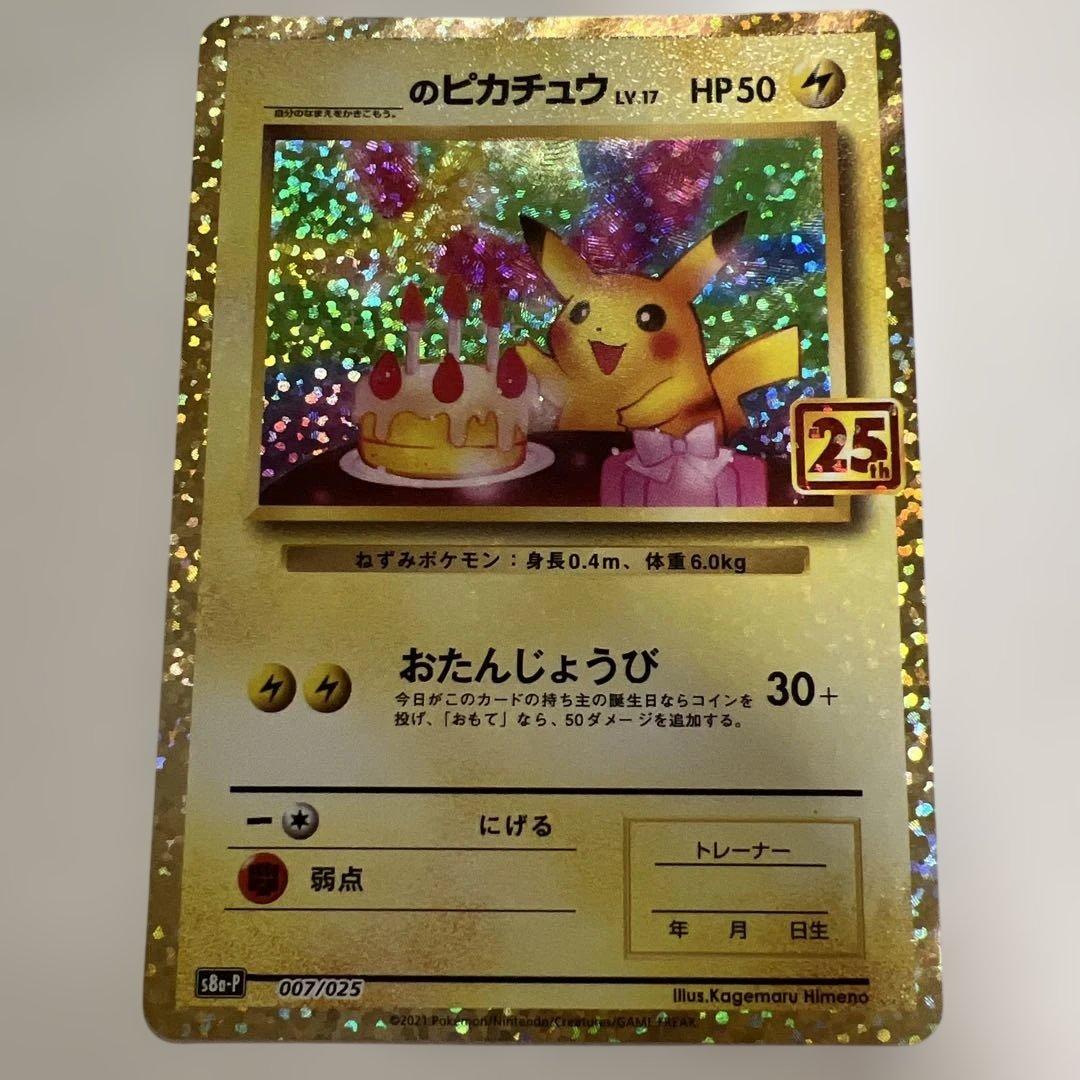 のピカチュウ LV.17 HP50
自分のなまえをかきこもう。
25th
ねずみポケモン：身長0.4m、体重6.0kg
おたんじょうび 30+
今日がこのカードの持ち主の誕生日ならコインを
投げ、「おもて」なら、50ダメージを追加する。
にげる
弱点
トレーナー
年 月 日生
s8a-P 007/025
Illus.Kagemaru Himeno
©2021 Pokémon/Nintendo/Creatures/GAME FREAK